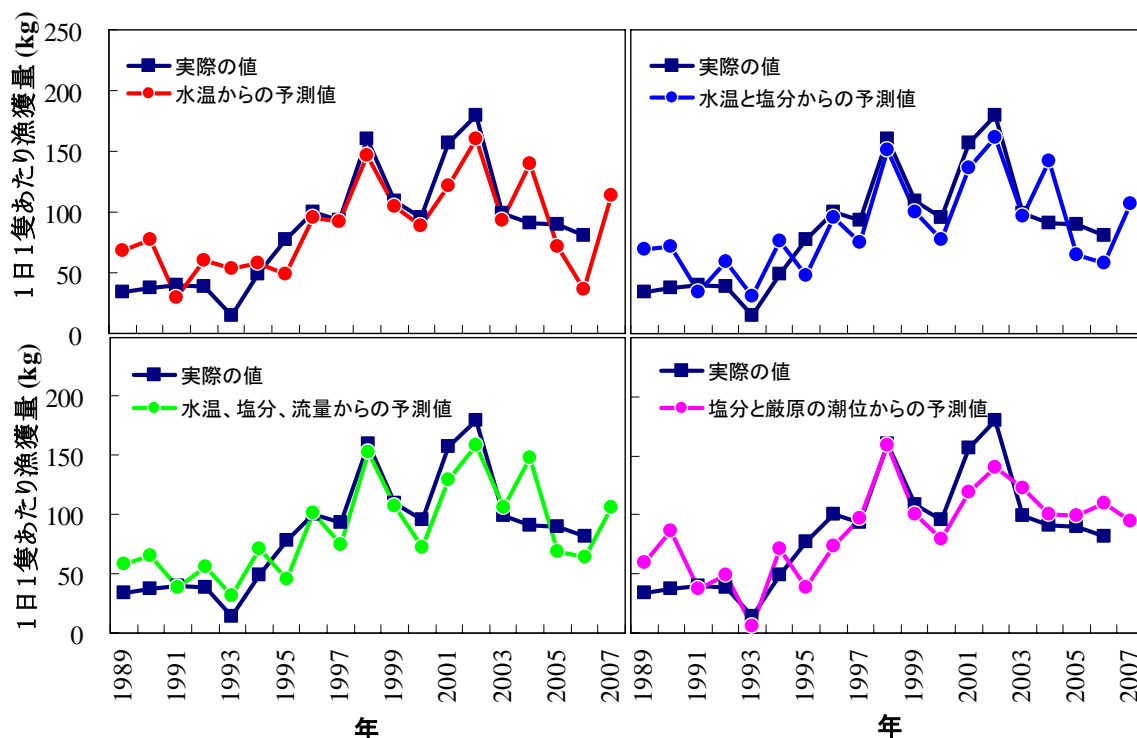 1日1隻あたり漁獲量 (kg)
250
200
150
100
50
0
実際の値
水温からの予測値
実際の値
水温と塩分からの予測値
1日1隻あたり漁獲量 (kg)
200
150
100
50
0
実際の値
水温、塩分、流量からの予測値
実際の値
塩分と厳原の潮位からの予測値
1989
1991
1993
1995
1997
1999
2001
2003
2005
2007
1989
1991
1993
1995
1997
1999
2001
2003
2005
2007
年
年